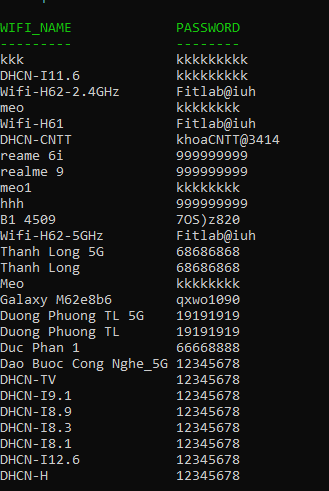 WIFI_NAME PASSWORD
--------- --------
kkk kkkkkkkkk
DHCN-I11.6 kkkkkkkkk
Wifi-H62-2.4GHz Fitlab@iuh
meo kkkkkkkk
Wifi-H61 Fitlab@iuh
DHCN-CNTT khoaCNTT@3414
reame 6i 999999999
realme 9 999999999
meo1 kkkkkkkk
hhh 999999999
B1 4509 7OS)z820
Wifi-H62-5GHz Fitlab@iuh
Thanh Long 5G 68686868
Thanh Long 68686868
Meo kkkkkkkk
Galaxy M62e8b6 qxwo1090
Duong Phuong TL 5G 19191919
Duong Phuong TL 19191919
Duc Phan 1 66668888
Dao Buoc Cong Nghe_5G 12345678
DHCN-TV 12345678
DHCN-I9.1 12345678
DHCN-I8.9 12345678
DHCN-I8.3 12345678
DHCN-I8.1 12345678
DHCN-I12.6 12345678
DHCN-H 12345678